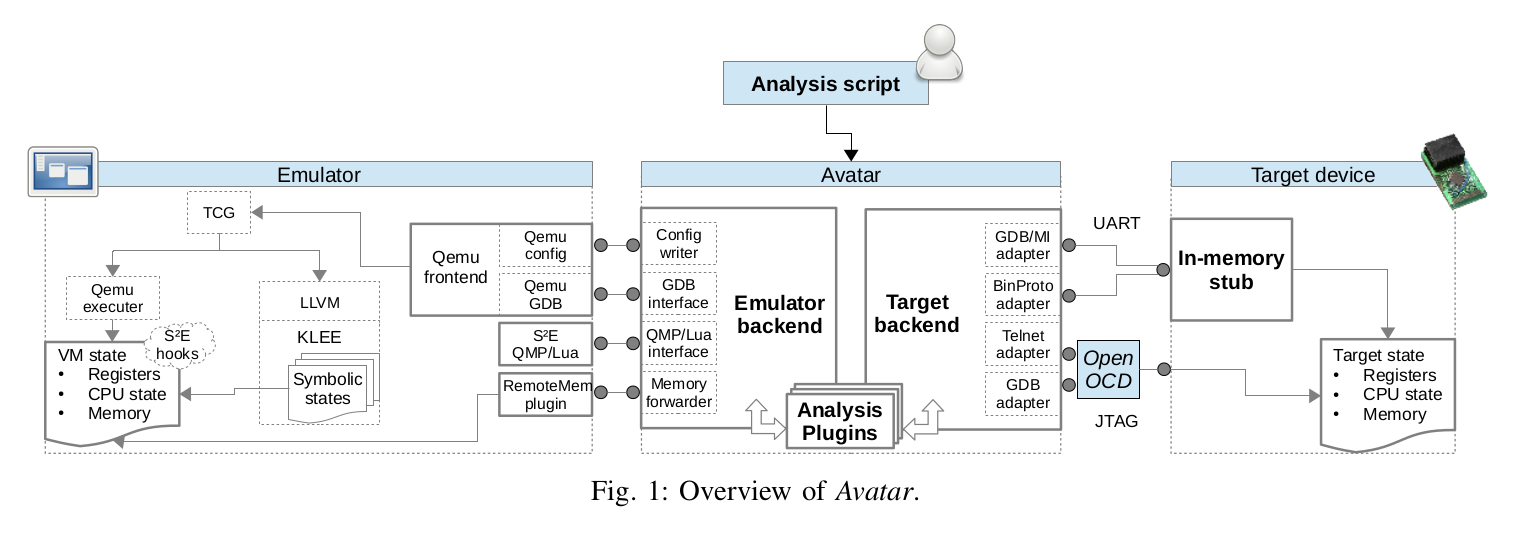 Analysis script
Emulator
Avatar
Target device
TCG
Qemu
executer
LLVM
KLEE
Symbolic
states
S²E
hooks
VM state
• Registers
• CPU state
• Memory
Qemu
frontend
Qemu
config
Qemu
GDB
S²E
QMP/Lua
RemoteMem
plugin
Config
writer
GDB
interface
QMP/Lua
interface
Memory
forwarder
Emulator
backend
Target
backend
Analysis
Plugins
GDB/MI
adapter
BinProto
adapter
Telnet
adapter
GDB
adapter
UART
Open
OCD
JTAG
In-memory
stub
Target state
• Registers
• CPU state
• Memory
Fig. 1: Overview of Avatar.